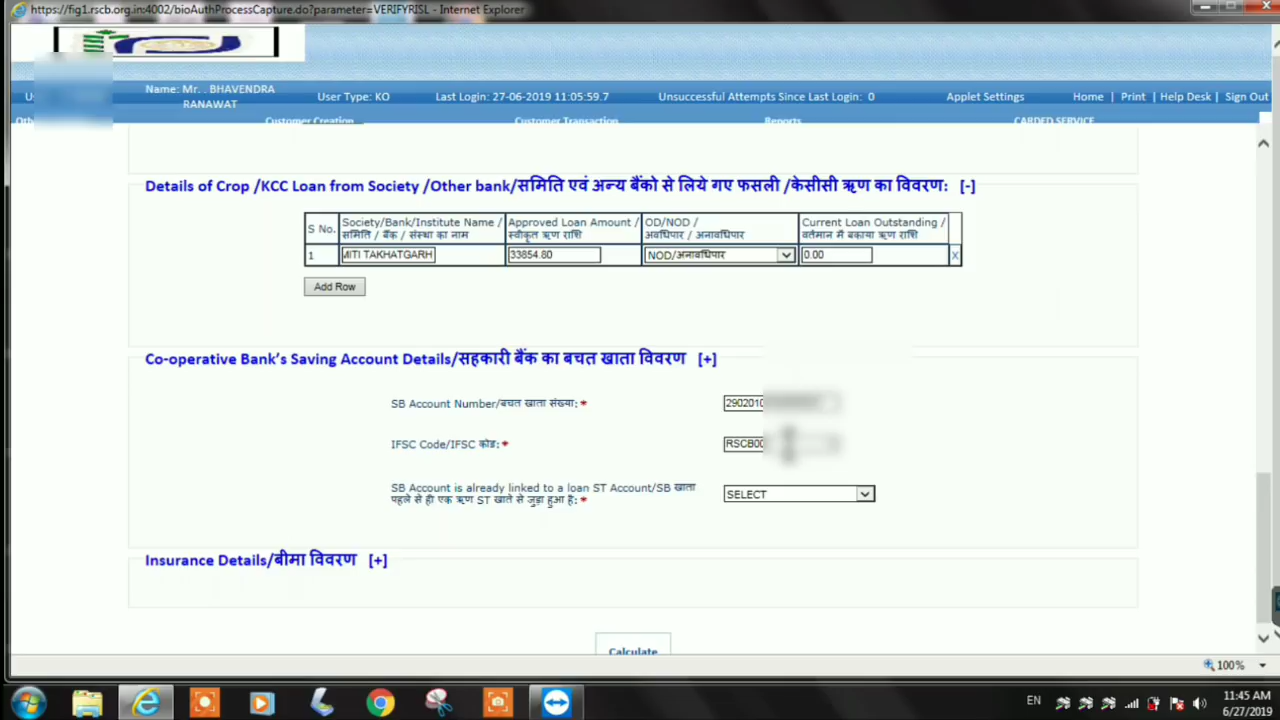 https://fig1.rscb.org.in:4002/bioAuthProcessCapture.do?parameter=VERIFYRISL - Internet Explorer
Name: Mr. . BHAVENDRA RANAWAT
User Type: KO
Last Login: 27-06-2019 11:05:59.7
Unsuccessful Attempts Since Last Login: 0
Applet Settings
Home | Print | Help Desk | Sign Out
Customer Creation
Customer Transaction
Reports
CARDED SERVICE
Details of Crop /KCC Loan from Society /Other bank/समिति एवं अन्य बैंको से लिये गए फसली /केसीसी ऋण का विवरण: [-]
S No.
Society/Bank/Institute Name / समिति / बैंक / संस्था का नाम
Approved Loan Amount / स्वीकृत ऋण राशि
OD/NOD / अवधिपार / अनावधिपार
Current Loan Outstanding / वर्तमान मै बकाया ऋण राशि
1
MITI TAKHATGARH
33854.80
NOD/अनावधिपार
0.00
X
Add Row
Co-operative Bank's Saving Account Details/सहकारी बैंक का बचत खाता विवरण [+]
SB Account Number/बचत खाता संख्या: *
2902010
IFSC Code/IFSC कोड: *
RSCB00
SB Account is already linked to a loan ST Account/SB खाता
पहले से ही एक ऋण ST खाते से जुड़ा हुआ है: *
SELECT
Insurance Details/बीमा विवरण [+]
Calculate
100%
EN
11:45 AM
6/27/2019